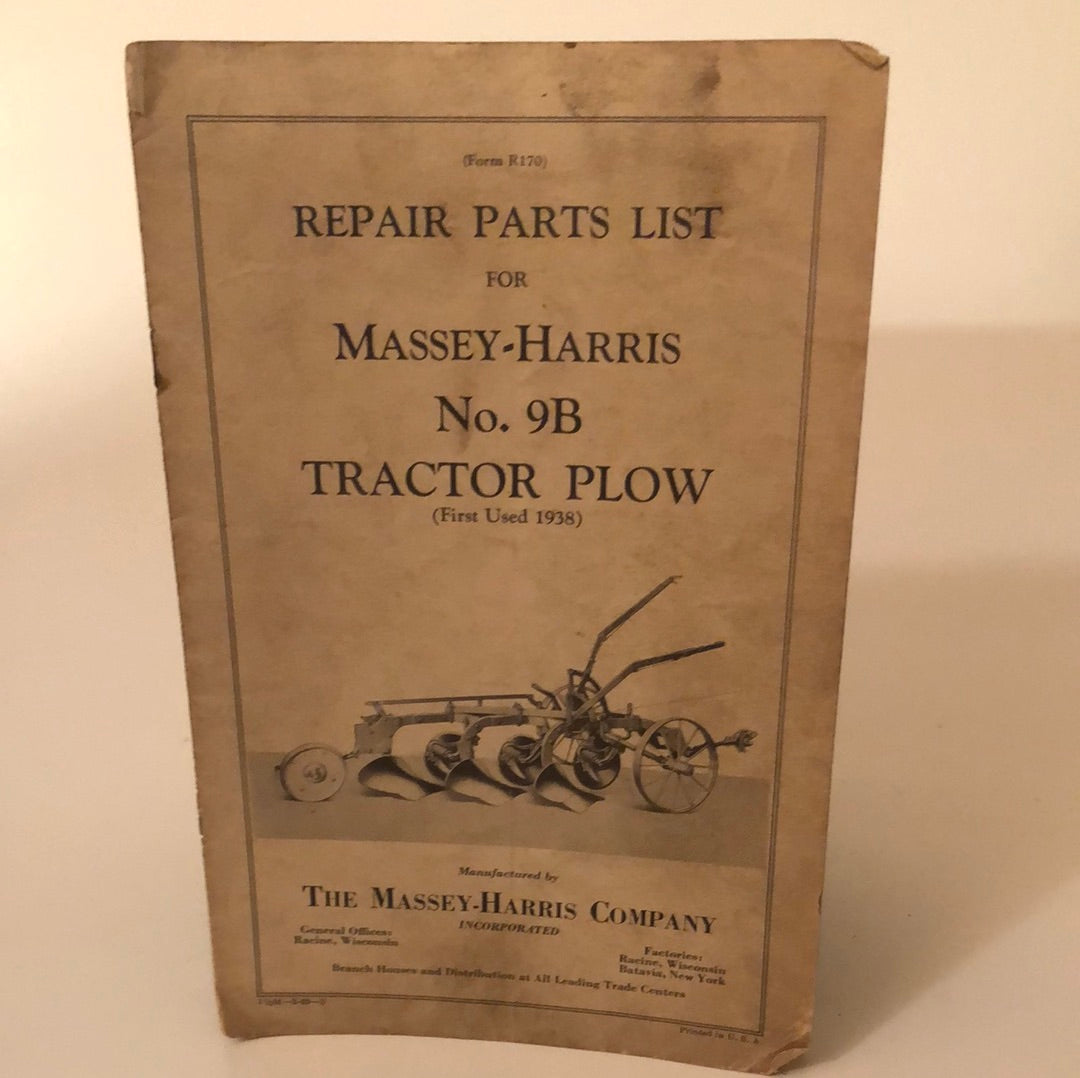 (Form R170)
REPAIR PARTS LIST
FOR
MASSEY-HARRIS
No. 9B
TRACTOR PLOW
(First Used 1938)
Manufactured by
THE MASSEY-HARRIS COMPANY
INCORPORATED
General Offices:
Racine, Wisconsin
Factories:
Racine, Wisconsin
Batavia, New York
Branch Houses and Distribution at All Leading Trade Centers
Printed in U. S. A